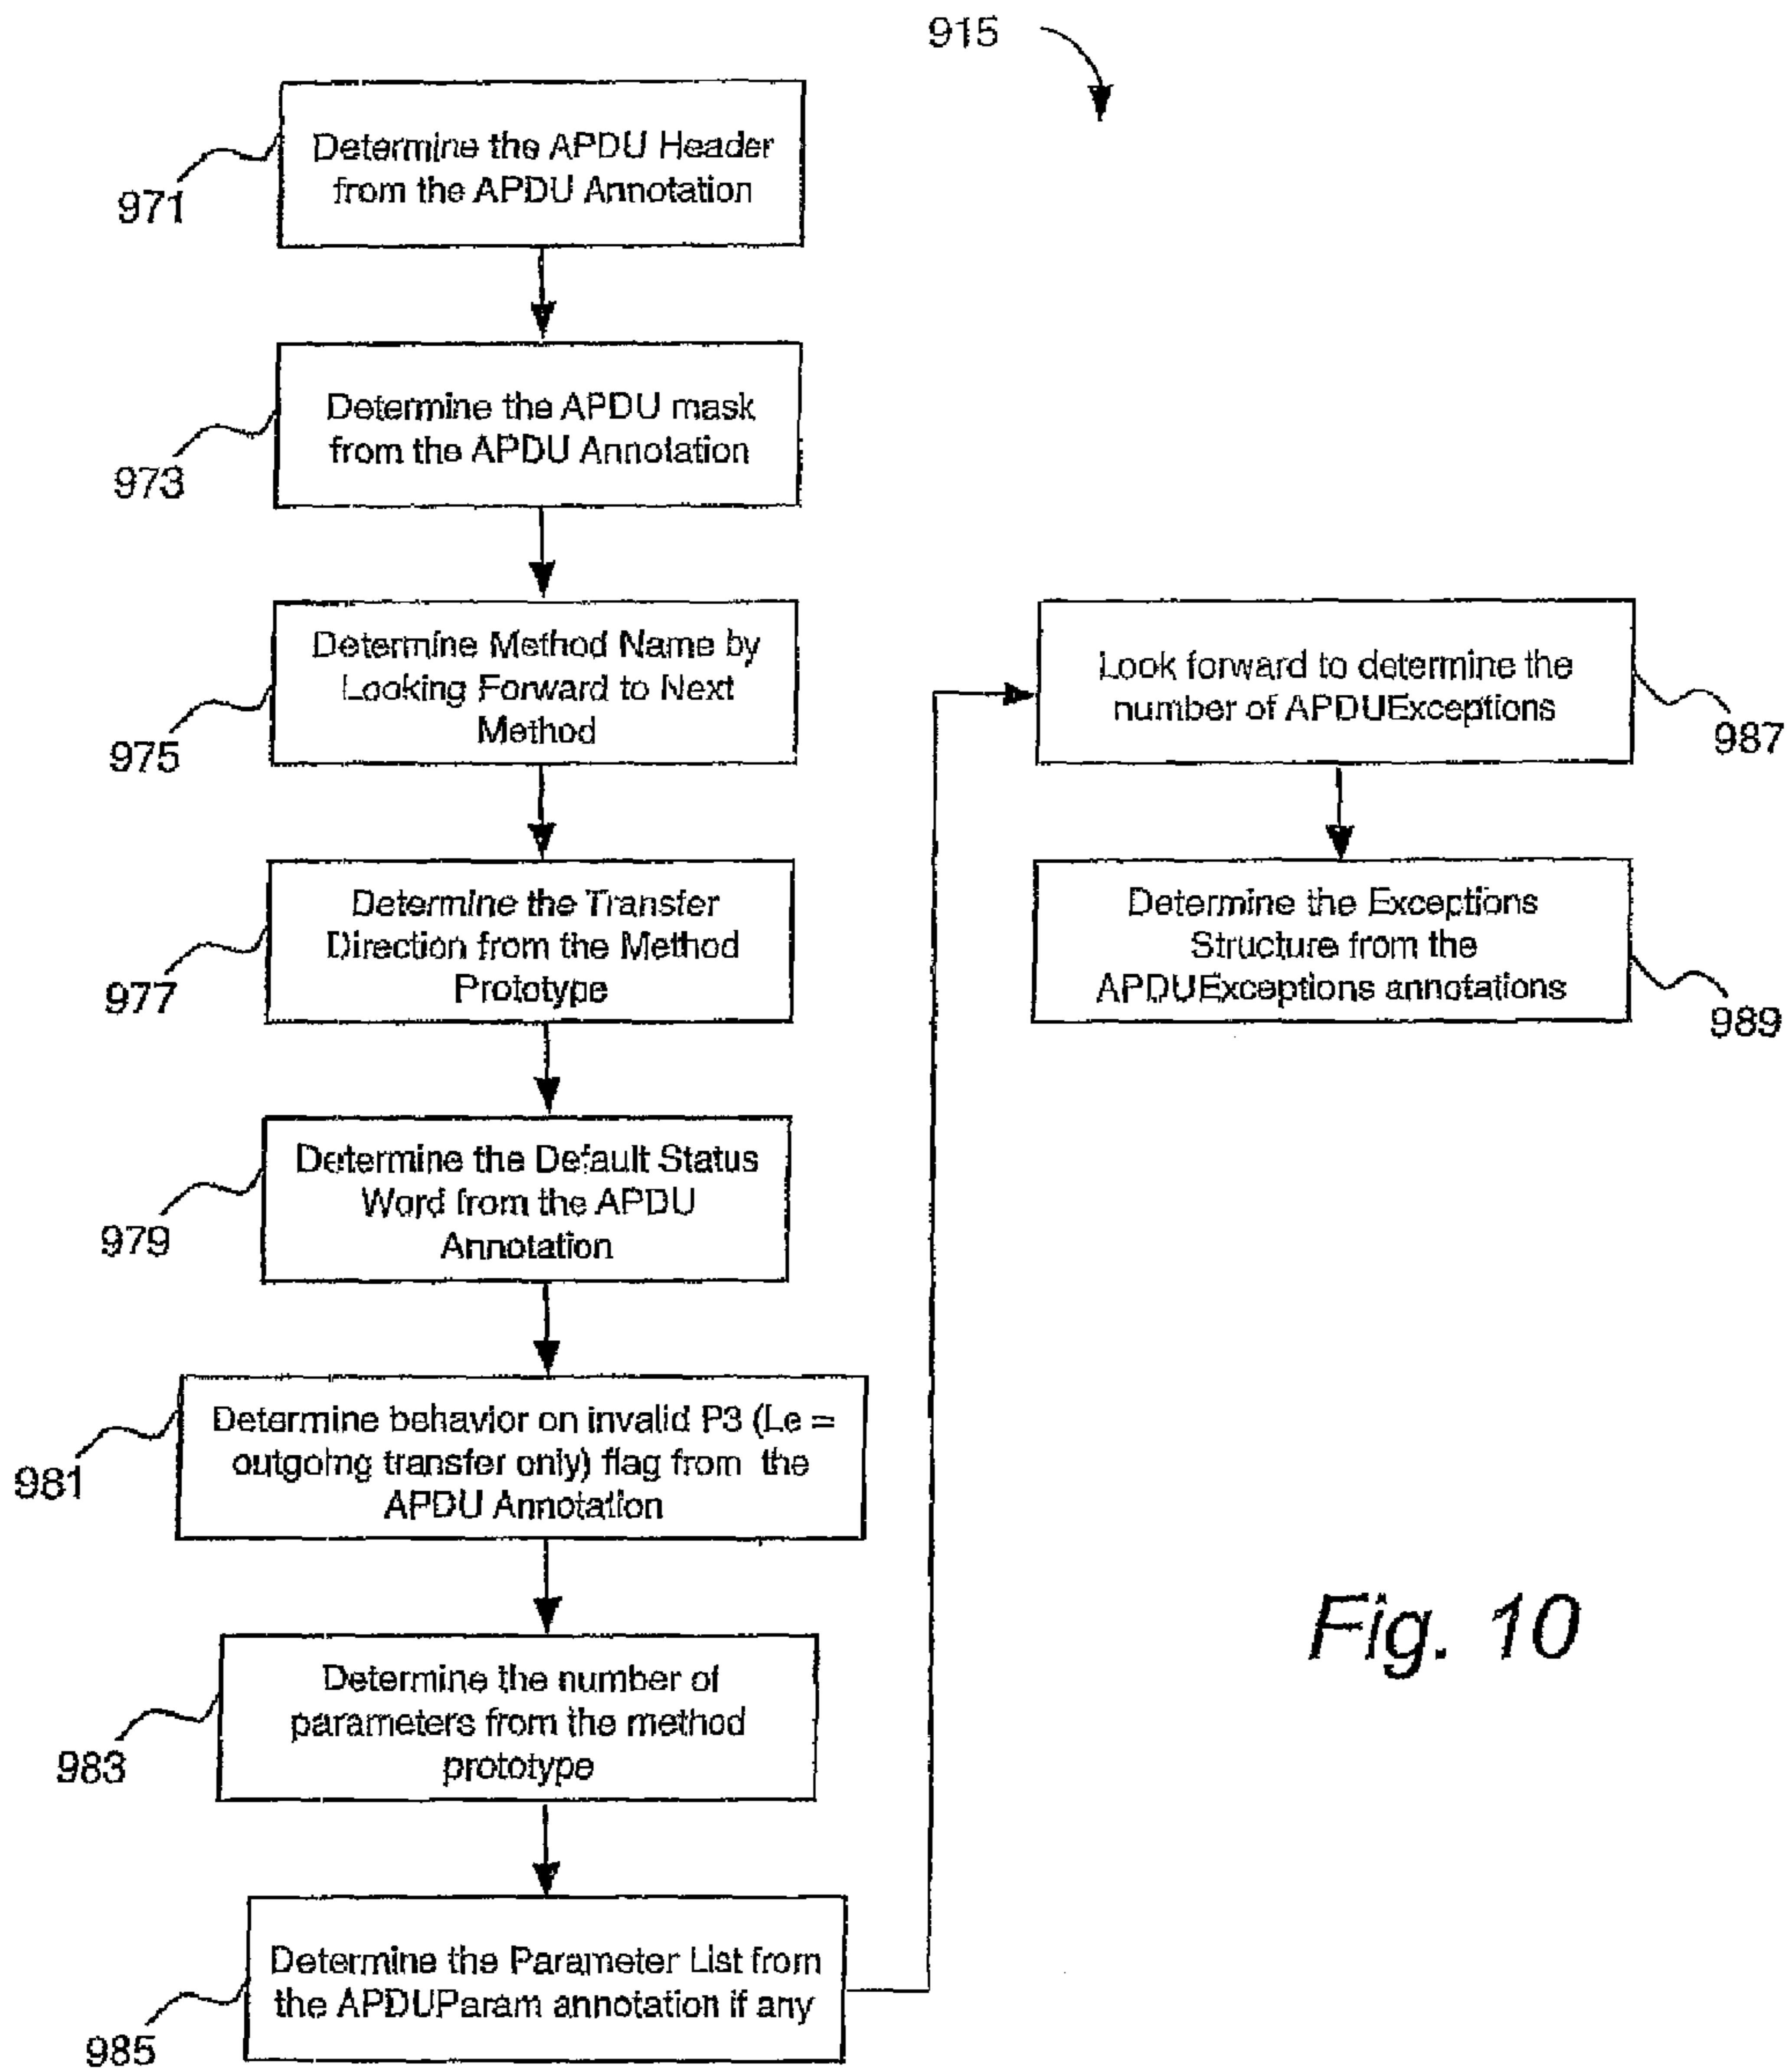 915
Determine the APDU Header
from the APDU Annotation
971
Determine the APDU mask
from the APDU Annotation
973
Determine Method Name by
Looking Forward to Next
Method
975
Determine the Transfer
Direction from the Method
Prototype
977
Determine the Default Status
Word from the APDU
Annotation
979
Determine behavior on invalid P3 (Le =
outgoing transfer only) flag from the
APDU Annotation
981
Determine the number of
parameters from the method
prototype
983
Determine the Parameter List from
the APDUParam annotation if any
985
Look forward to determine the
number of APDUExceptions
987
Determine the Exceptions
Structure from the
APDUExceptions annotations
989
Fig. 10